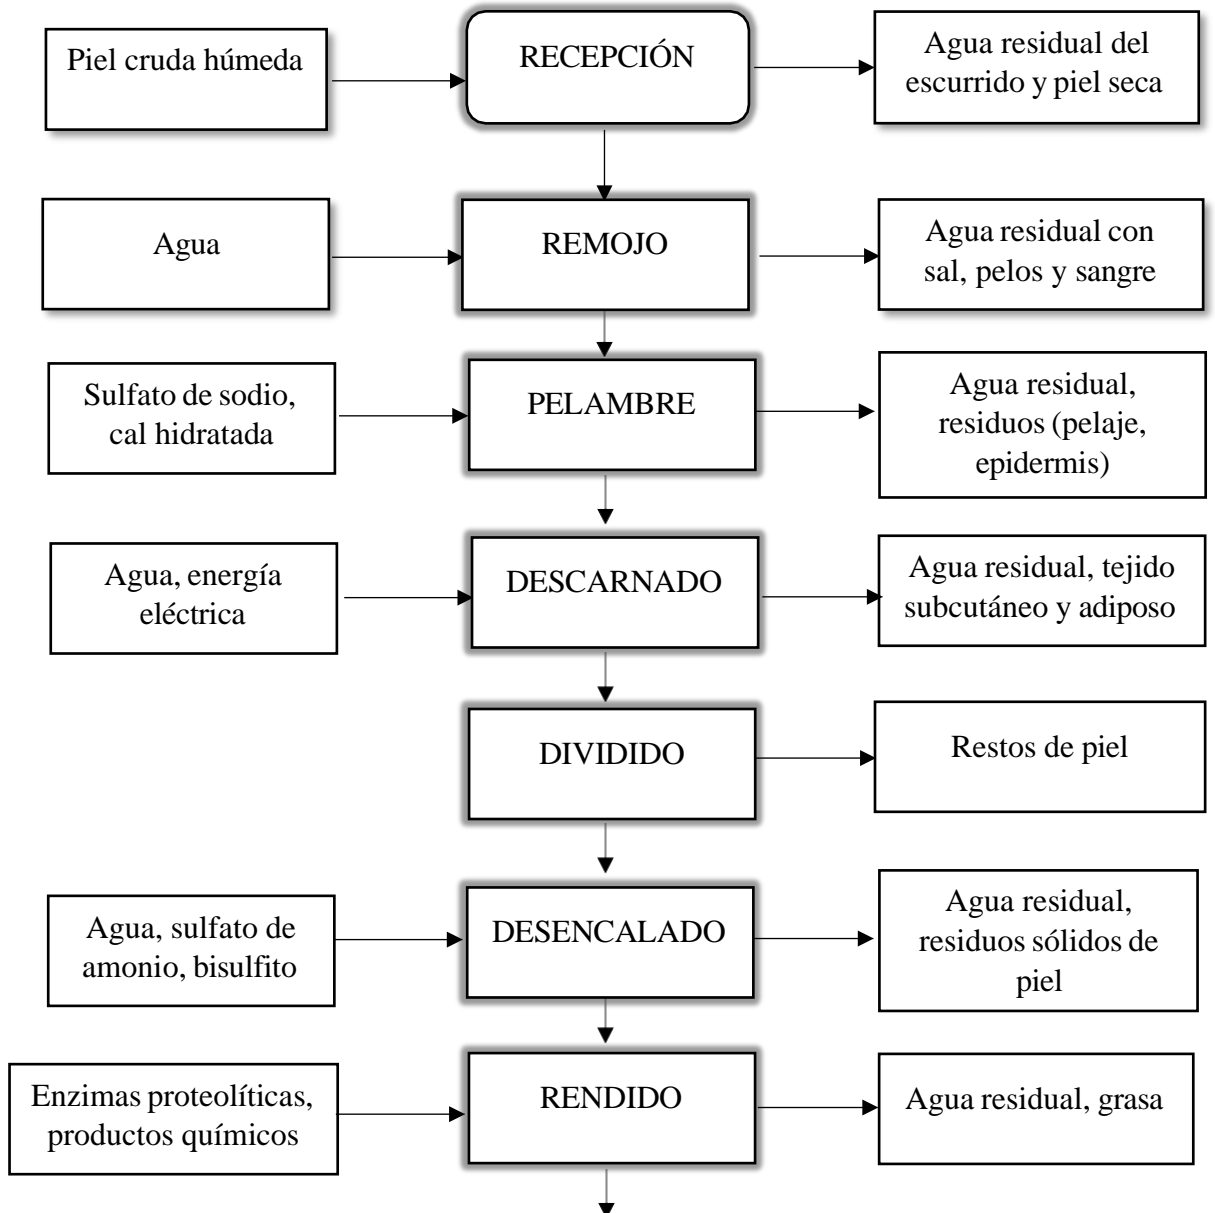 Piel cruda húmeda
RECEPCIÓN
Agua residual del
escurrido y piel seca
Agua
REMOJO
Agua residual con
sal, pelos y sangre
Sulfato de sodio,
cal hidratada
PELAMBRE
Agua residual,
residuos (pelaje,
epidermis)
Agua, energía
eléctrica
DESCARNADO
Agua residual, tejido
subcutáneo y adiposo
DIVIDIDO
Restos de piel
Agua, sulfato de
amonio, bisulfito
DESENCALADO
Agua residual,
residuos sólidos de
piel
Enzimas proteolíticas,
productos químicos
RENDIDO
Agua residual, grasa